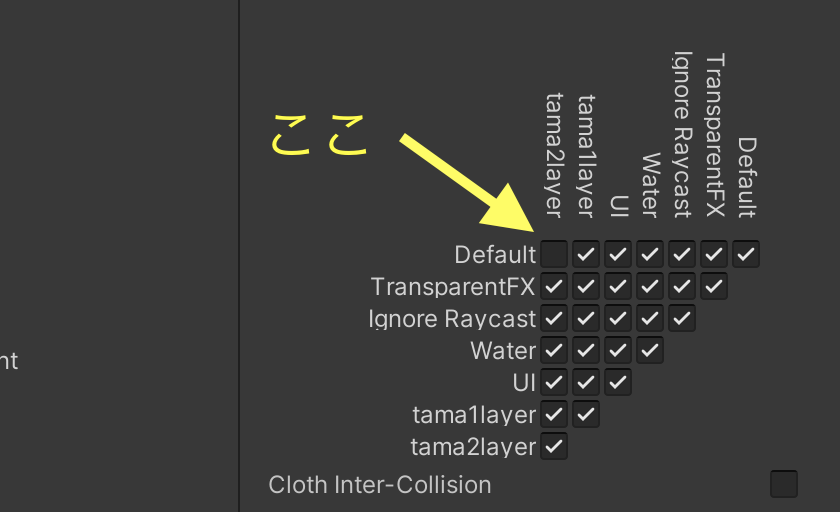 ここ
tama2layer
tama1layer
UI
Water
Ignore Raycast
TransparentFX
Default
Default
TransparentFX
Ignore Raycast
Water
nt
UI
tama1layer
tama2layer
Cloth Inter-Collision